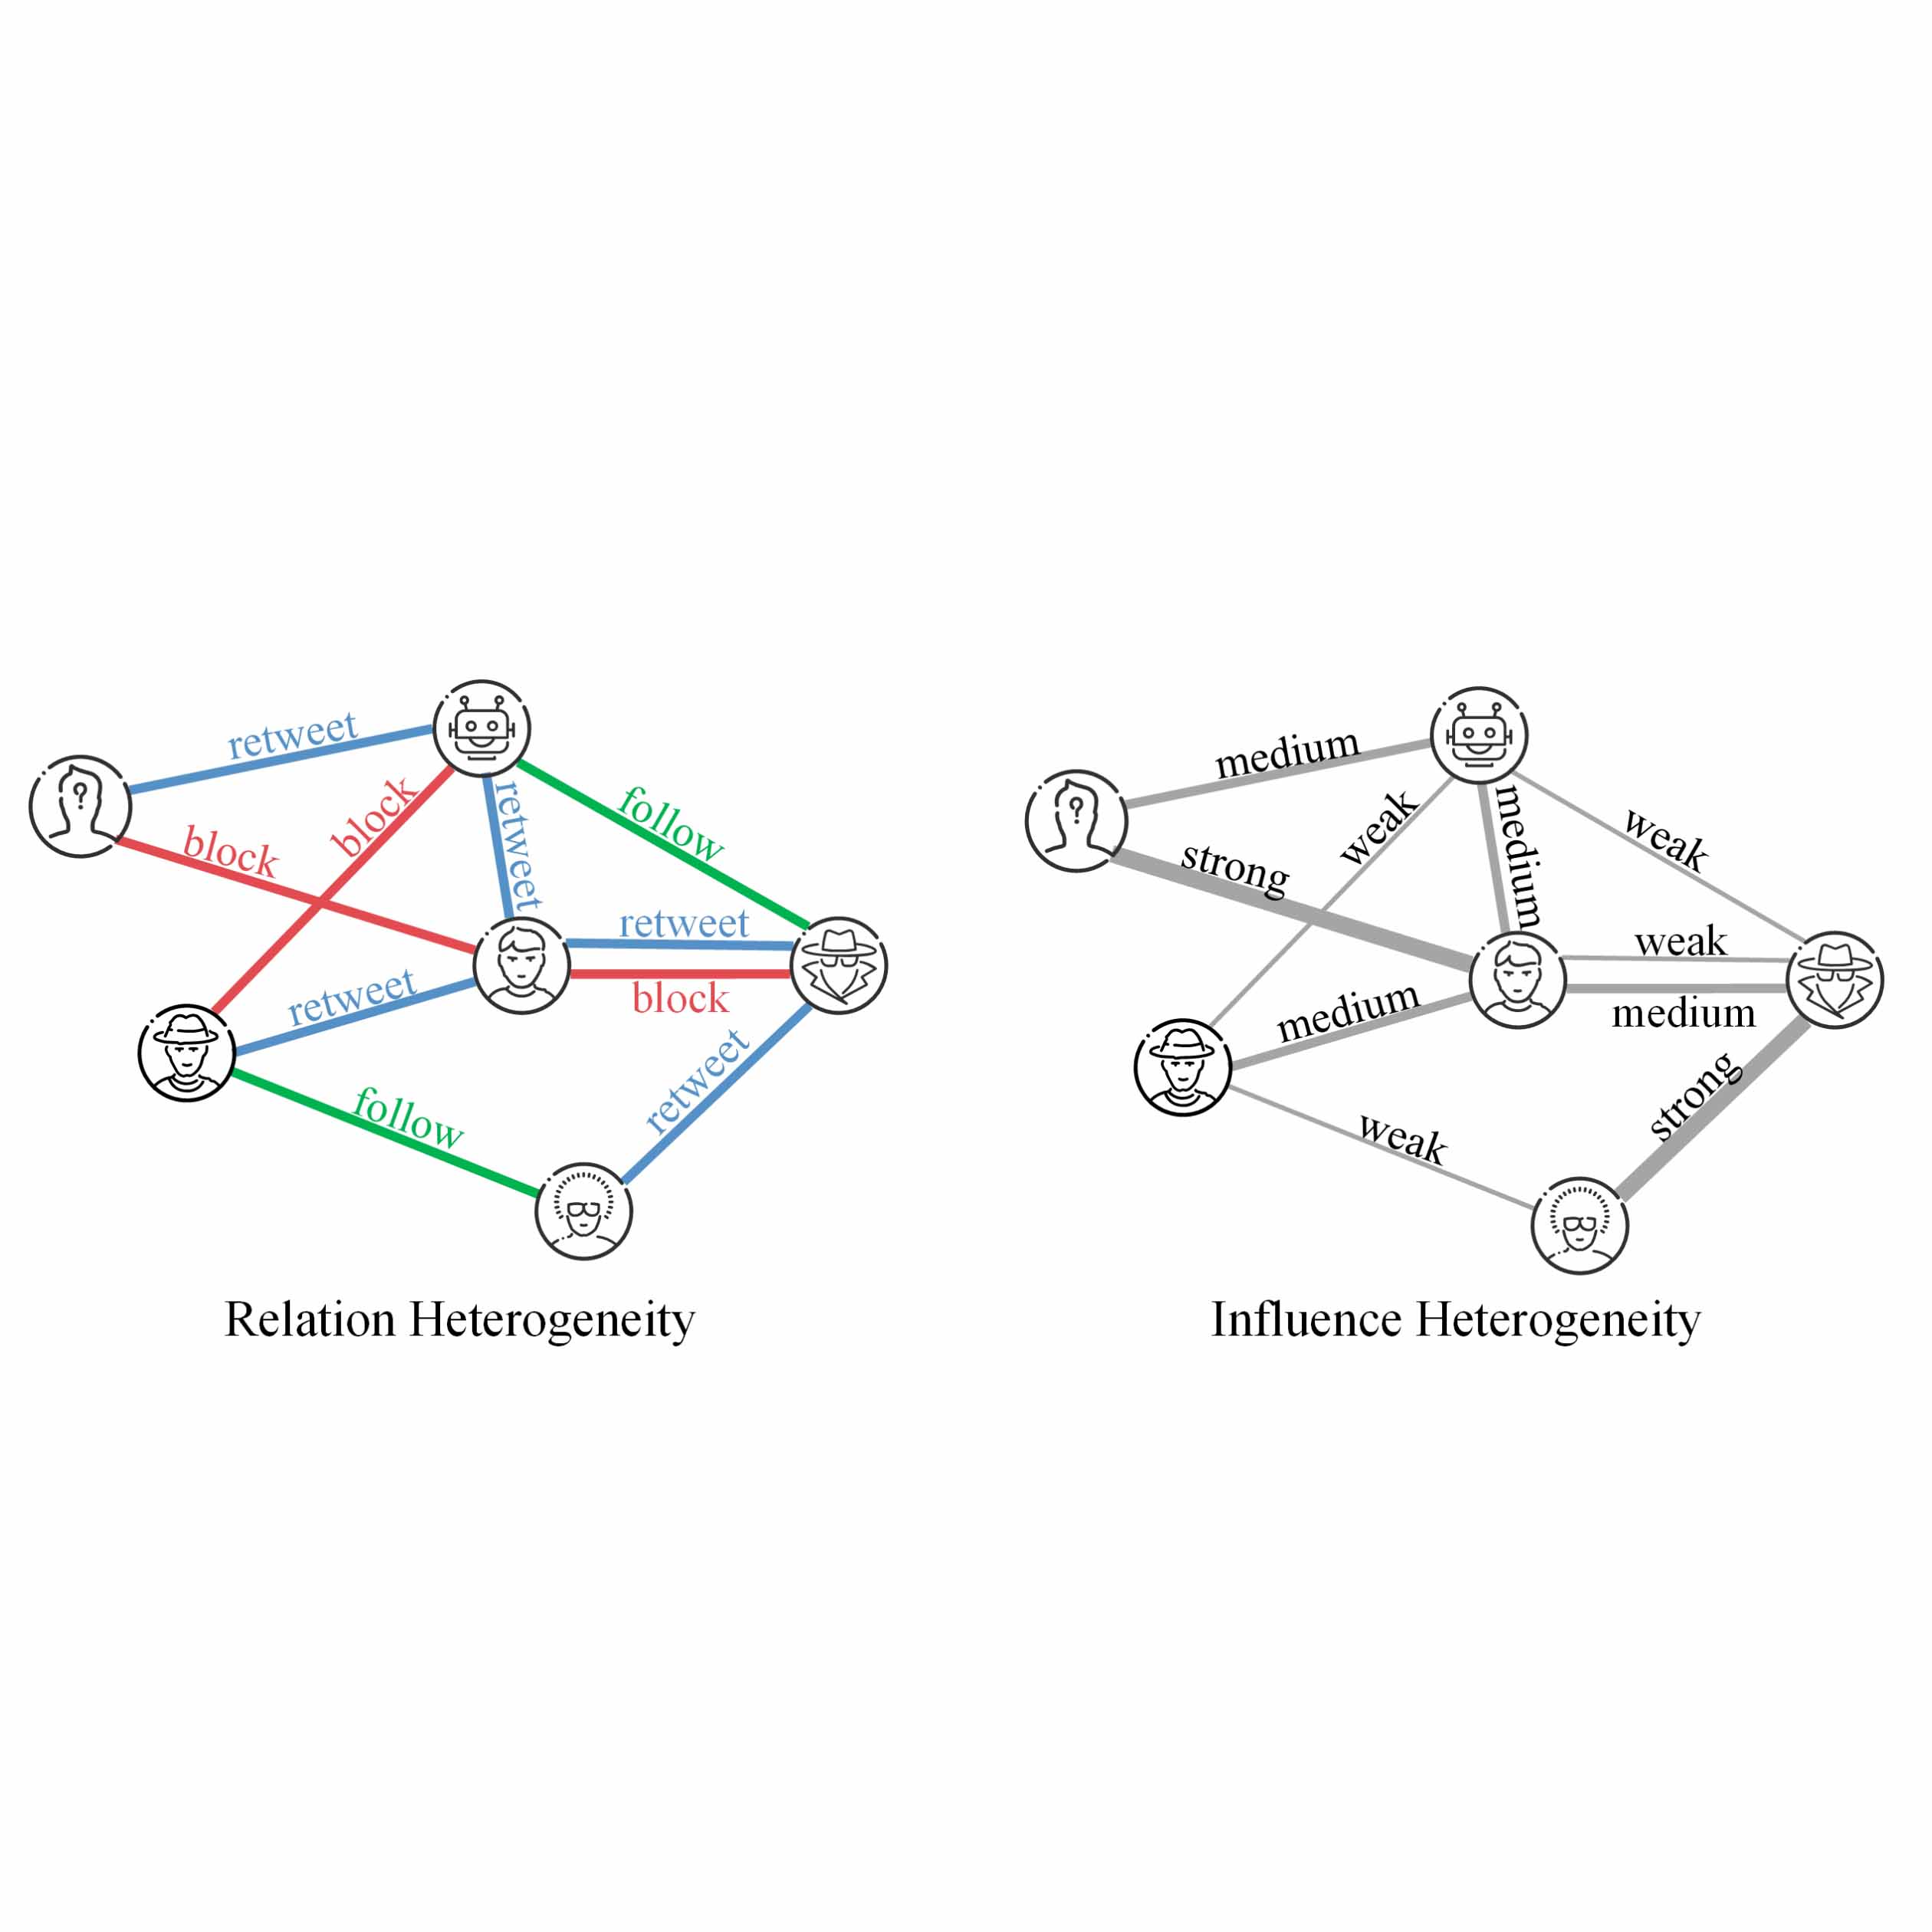 retweet
block
block
retweet
follow
retweet
block
retweet
follow
retweet
Relation Heterogeneity
medium
weak
strong
medium
weak
weak
medium
medium
weak
strong
Influence Heterogeneity